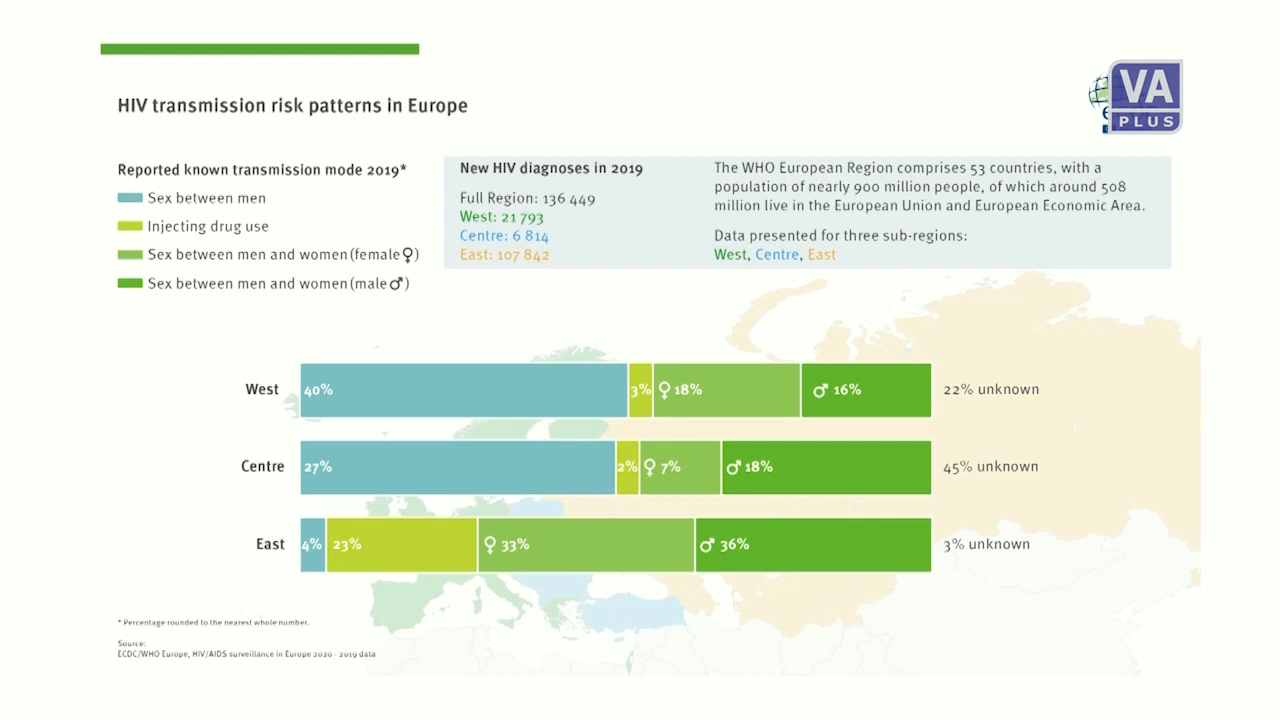 HIV transmission risk patterns in Europe
VA
PLUS
Reported known transmission mode 2019*
Sex between men
Injecting drug use
Sex between men and women (female♀)
Sex between men and women (male♂)
New HIV diagnoses in 2019
Full Region: 136 449
West: 21 793
Centre: 6 814
East: 107 842
The WHO European Region comprises 53 countries, with a
population of nearly 900 million people, of which around 508
million live in the European Union and European Economic Area.
Data presented for three sub-regions:
West, Centre, East
West 40% 3% ♀ 18% ♂ 16% 22% unknown
Centre 27% 2% ♀ 7% ♂ 18% 45% unknown
East 4% 23% ♀ 33% ♂ 36% 3% unknown
* Percentage rounded to the nearest whole number.
Source:
ECDC/WHO Europe, HIV/AIDS surveillance in Europe 2020 - 2019 data